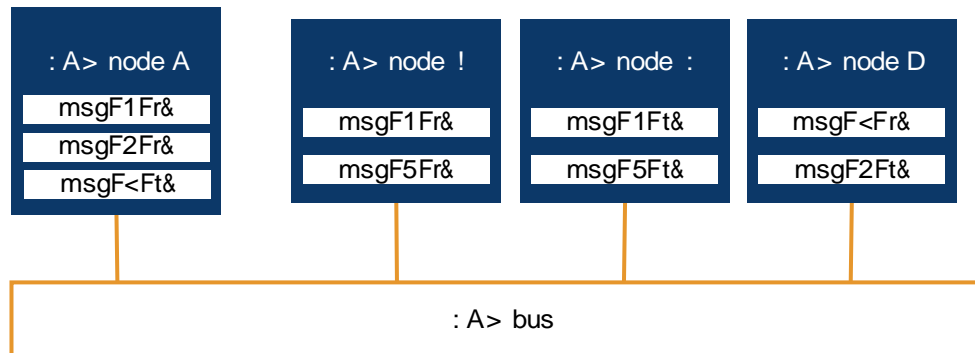 : A> node A
msgF1Fr&
msgF2Fr&
msgF<Ft&
: A> node !
msgF1Fr&
msgF5Fr&
: A> node :
msgF1Ft&
msgF5Ft&
: A> node D
msgF<Fr&
msgF2Ft&
: A> bus